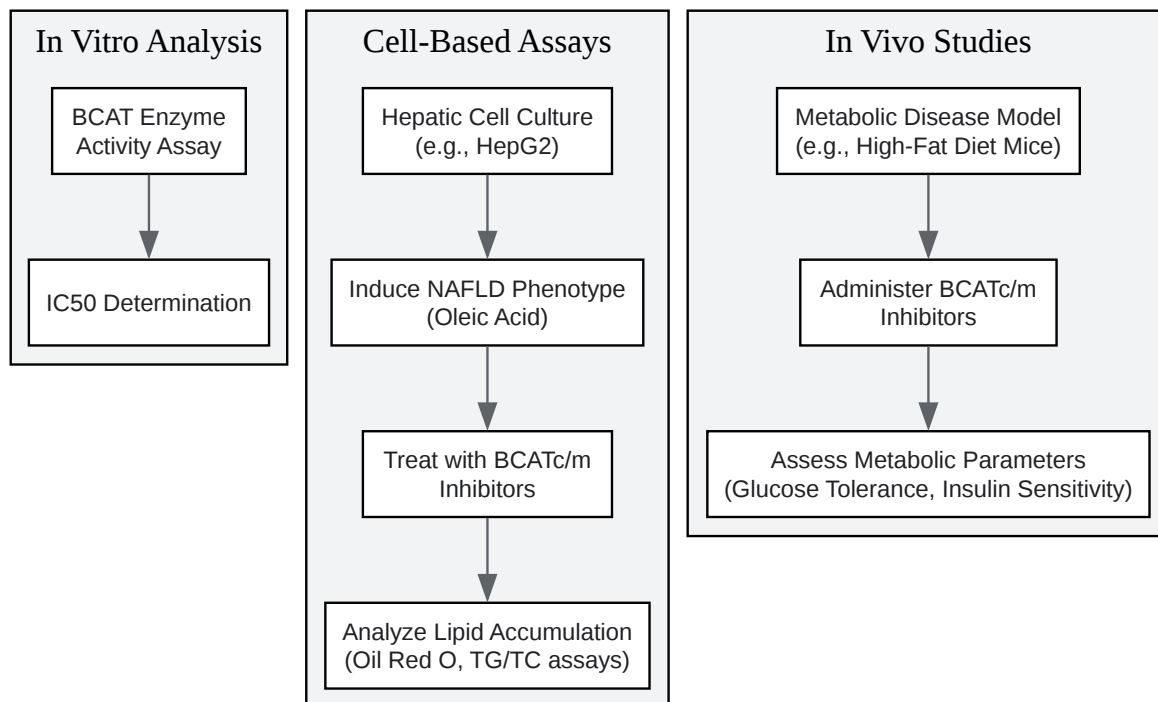 In Vitro Analysis
BCAT Enzyme
Activity Assay
IC50 Determination
Cell-Based Assays
Hepatic Cell Culture
(e.g., HepG2)
Induce NAFLD Phenotype
(Oleic Acid)
Treat with BCATc/m
Inhibitors
Analyze Lipid Accumulation
(Oil Red O, TG/TC assays)
In Vivo Studies
Metabolic Disease Model
(e.g., High-Fat Diet Mice)
Administer BCATc/m
Inhibitors
Assess Metabolic Parameters
(Glucose Tolerance, Insulin Sensitivity)